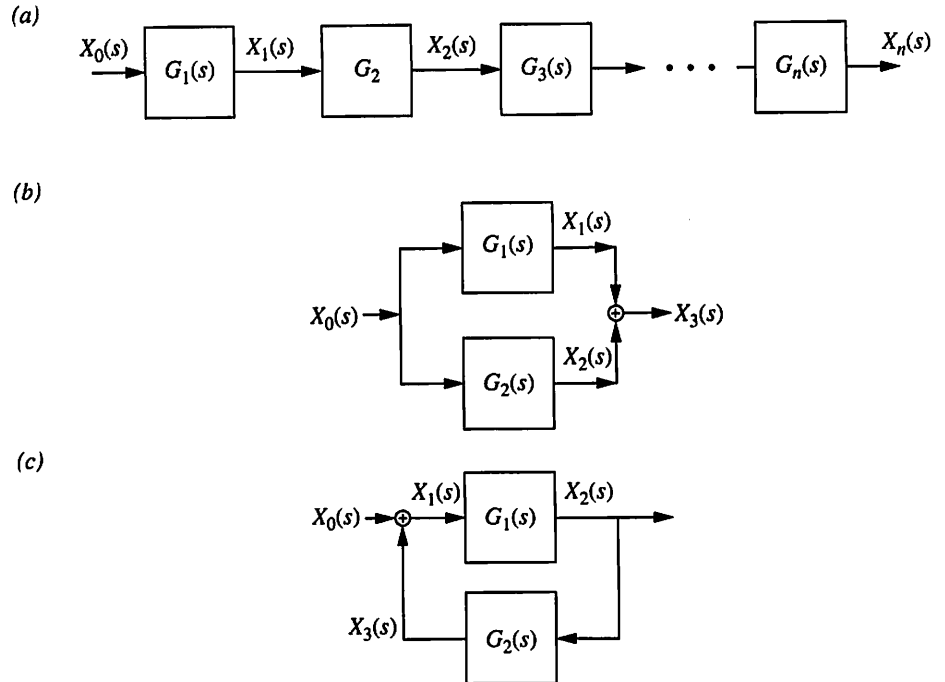 (a)
X₀(s) G₁(s) X₁(s) G₂ X₂(s) G₃(s) • • • Gₙ(s) Xₙ(s)
(b)
G₁(s) X₁(s)
X₀(s) + X₃(s)
G₂(s) X₂(s)
(c)
X₀(s) + X₁(s) G₁(s) X₂(s)
X₃(s) G₂(s)